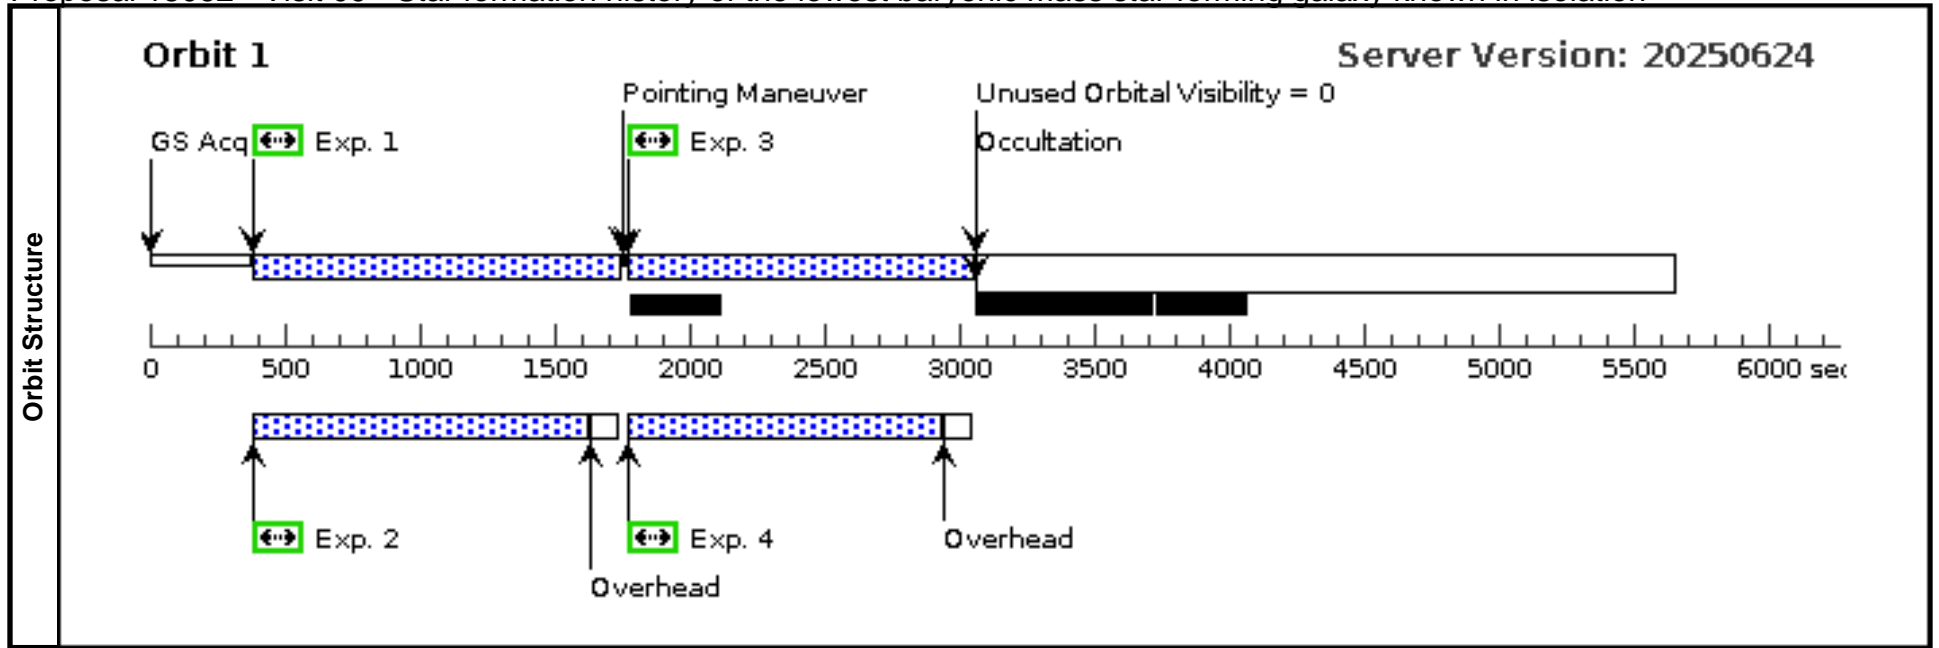 Orbit 1
Server Version: 20250624
Pointing Maneuver
Unused Orbital Visibility = 0
GS Acq
Exp. 1
Exp. 3
Occultation
Orbit Structure
0 500 1000 1500 2000 2500 3000 3500 4000 4500 5000 5500 6000 sec
Exp. 2
Exp. 4
Overhead
Overhead